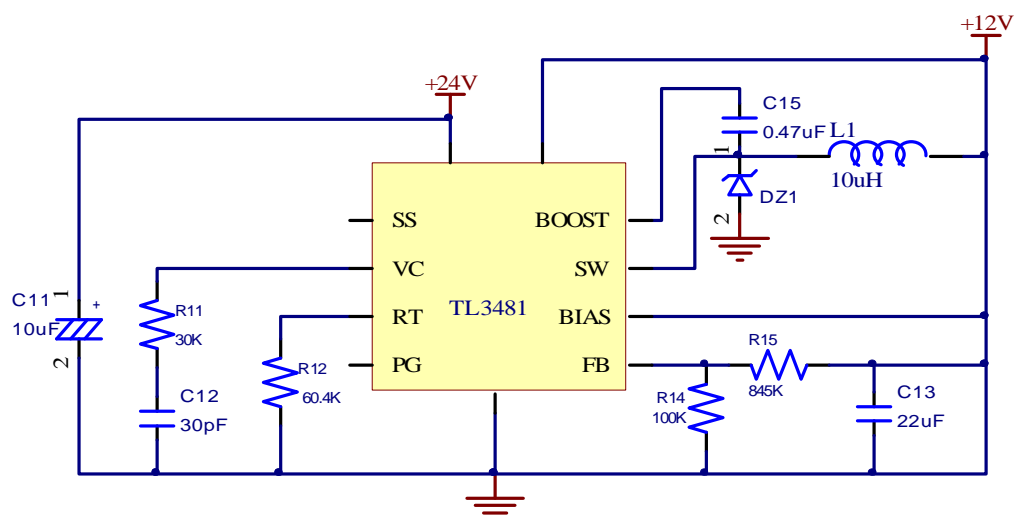 +12V
+24V
C15
0.47uF
L1
10uH
1
DZ1
2
SS
VC
RT
PG
TL3481
BOOST
SW
BIAS
FB
1
C11
+
10uF
2
R11
30K
C12
30pF
R12
60.4K
R15
845K
R14
100K
C13
22uF